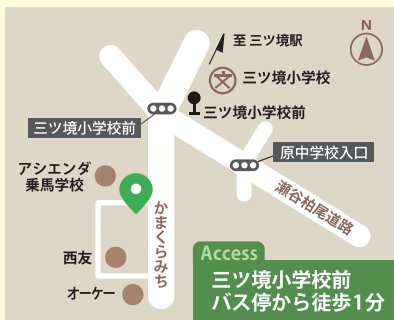 N
至 三ツ境駅
三ツ境小学校
三ツ境小学校前
三ツ境小学校前
原中学校入口
アシエンダ
乗馬学校
かまくらみち
瀬谷柏尾道路
西友
オーケー
Access
三ツ境小学校前
バス停から徒歩1分